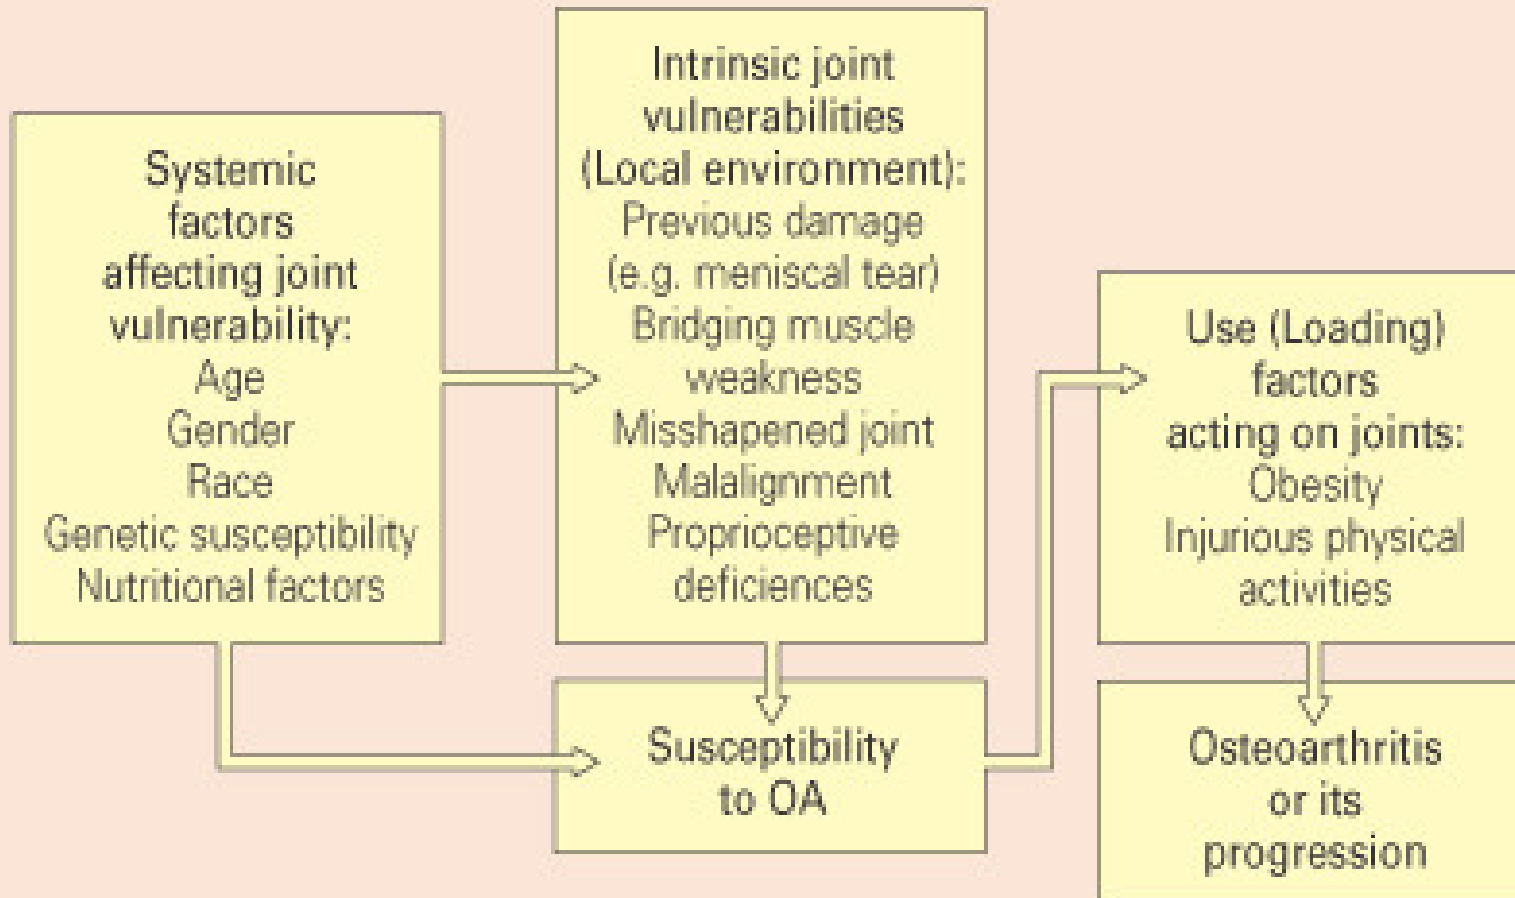 Systemic
factors
affecting joint
vulnerability:
Age
Gender
Race
Genetic susceptibility
Nutritional factors
Intrinsic joint
vulnerabilities
(Local environment):
Previous damage
(e.g. meniscal tear)
Bridging muscle
weakness
Misshapened joint
Malalignment
Proprioceptive
deficiences
Susceptibility
to OA
Use (Loading)
factors
acting on joints:
Obesity
Injurious physical
activities
Osteoarthritis
or its
progression